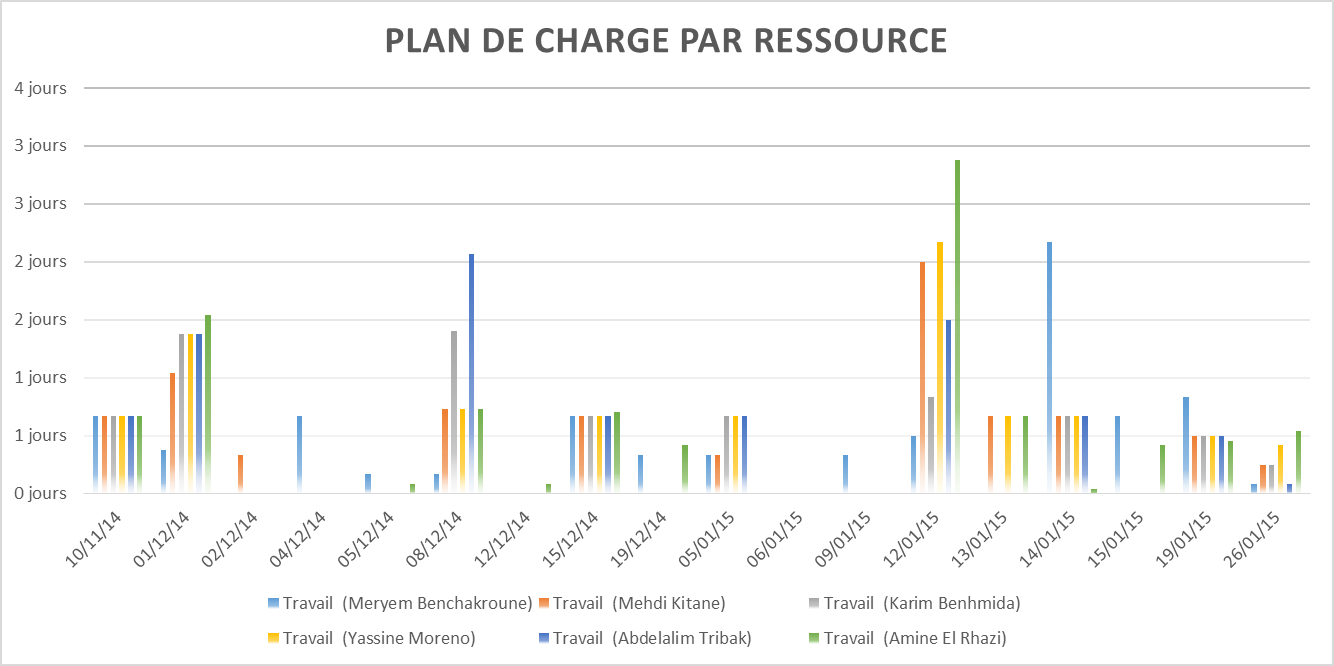 PLAN DE CHARGE PAR RESSOURCE
4 jours
3 jours
3 jours
2 jours
2 jours
1 jours
1 jours
0 jours
10/11/14
01/12/14
02/12/14
04/12/14
05/12/14
08/12/14
12/12/14
15/12/14
19/12/14
05/01/15
06/01/15
09/01/15
12/01/15
13/01/15
14/01/15
15/01/15
19/01/15
26/01/15
Travail (Meryem Benchakroune)
Travail (Mehdi Kitane)
Travail (Karim Benhmida)
Travail (Yassine Moreno)
Travail (Abdelalim Tribak)
Travail (Amine El Rhazi)